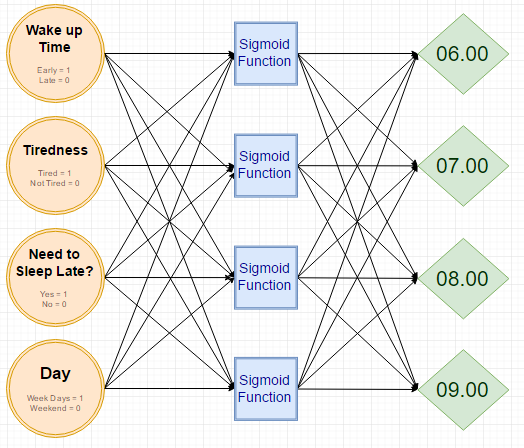 Wake up
Time
Early = 1
Late = 0
Sigmoid
Function
06.00
Tiredness
Tired = 1
Not Tired = 0
Sigmoid
Function
07.00
Need to
Sleep Late?
Yes = 1
No = 0
Sigmoid
Function
08.00
Day
Week Days = 1
Weekend = 0
Sigmoid
Function
09.00